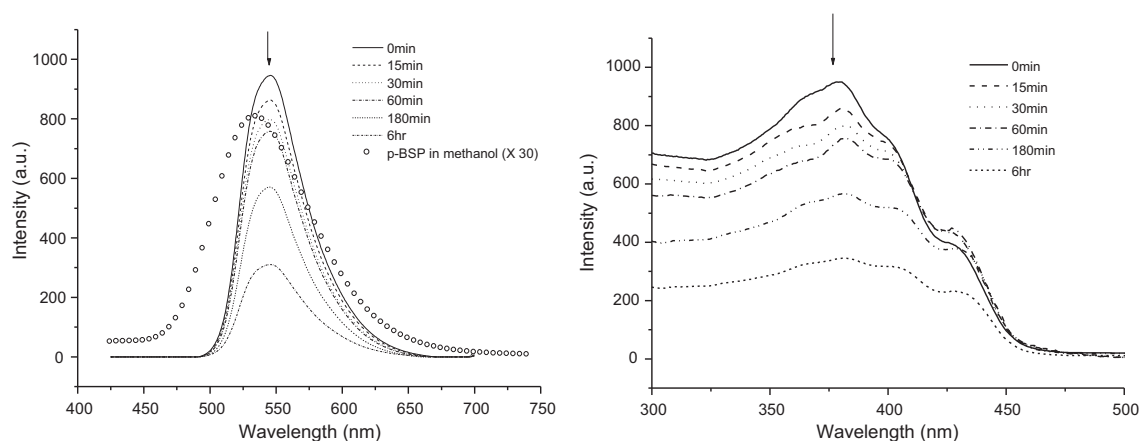 1000
800
600
400
200
0
Intensity (a.u.)
400 450 500 550 600 650 700 750
Wavelength (nm)
0min
15min
30min
60min
180min
6hr
p-BSP in methanol (X 30)
1000
800
600
400
200
0
Intensity (a.u.)
300 350 400 450 500
Wavelength (nm)
0min
15min
30min
60min
180min
6hr